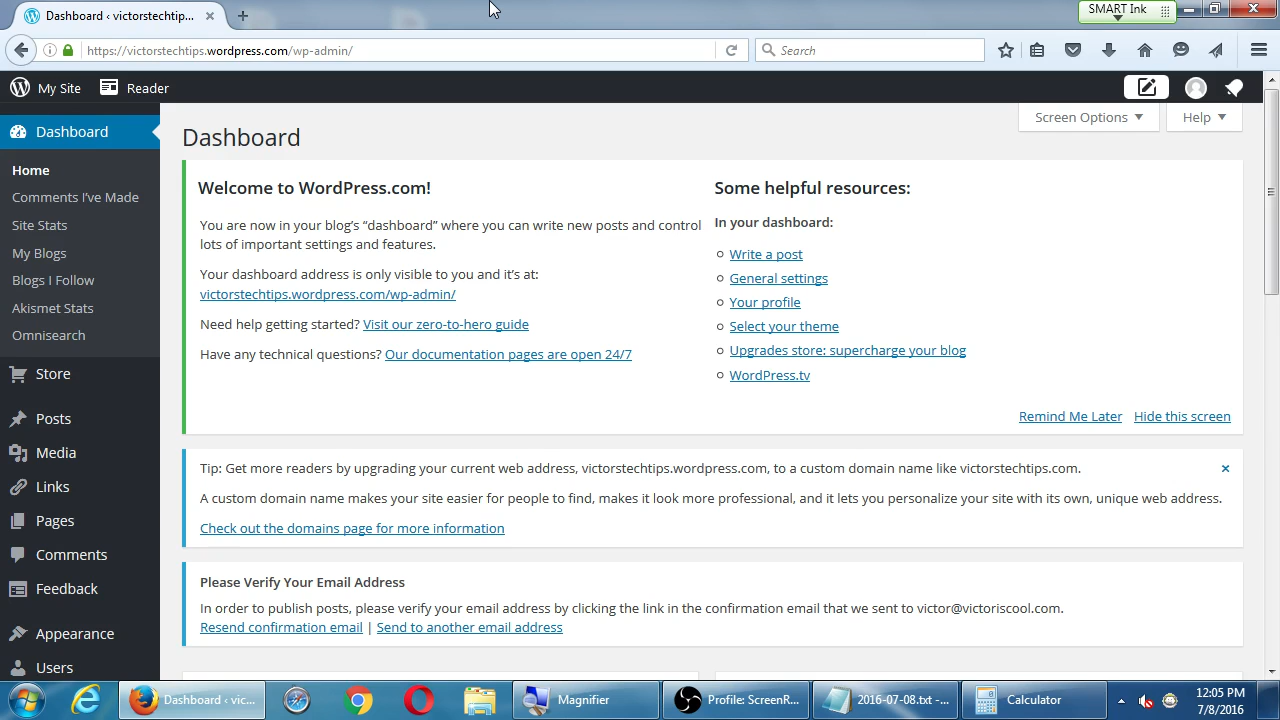 Dashboard ‹ victorstechtips....
SMART Ink
https://victorstechtips.wordpress.com/wp-admin/
Search
My Site
Reader
Dashboard
Screen Options
Help
Home
Comments I've Made
Site Stats
My Blogs
Blogs I Follow
Akismet Stats
Omnisearch
Store
Posts
Media
Links
Pages
Comments
Feedback
Appearance
Users
Dashboard
Welcome to WordPress.com!
You are now in your blog's “dashboard” where you can write new posts and control
lots of important settings and features.
Your dashboard address is only visible to you and it's at:
victorstechtips.wordpress.com/wp-admin/
Need help getting started? Visit our zero-to-hero guide
Have any technical questions? Our documentation pages are open 24/7
Some helpful resources:
In your dashboard:
Write a post
General settings
Your profile
Select your theme
Upgrades store: supercharge your blog
WordPress.tv
Remind Me Later
Hide this screen
Tip: Get more readers by upgrading your current web address, victorstechtips.wordpress.com, to a custom domain name like victorstechtips.com.
A custom domain name makes your site easier for people to find, makes it look more professional, and it lets you personalize your site with its own, unique web address.
Check out the domains page for more information
Please Verify Your Email Address
In order to publish posts, please verify your email address by clicking the link in the confirmation email that we sent to victor@victoriscool.com.
Resend confirmation email | Send to another email address
Dashboard ‹ vic...
Magnifier
Profile: ScreenR...
2016-07-08.txt -...
Calculator
12:05 PM
7/8/2016